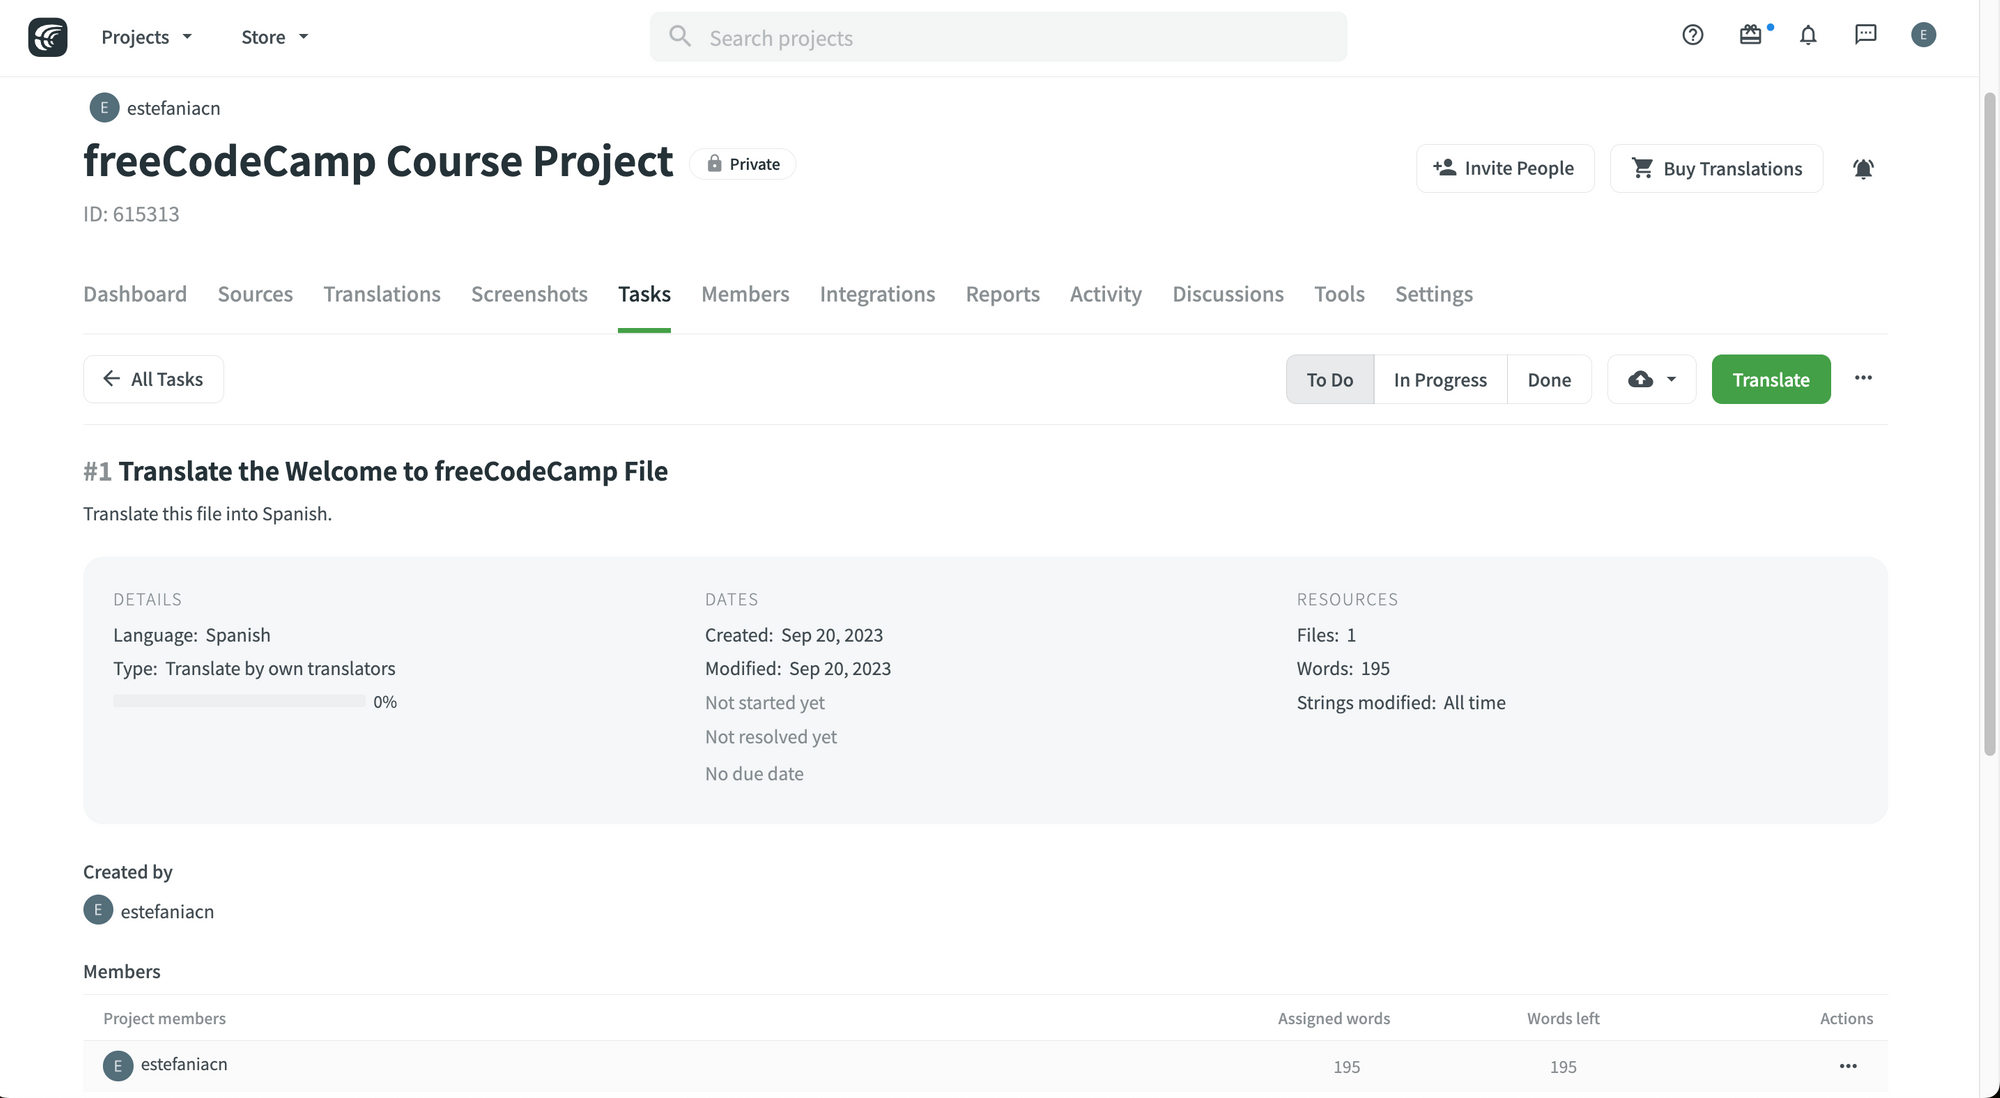 Projects Store Search projects E
E estefaniacn
freeCodeCamp Course Project Private Invite People Buy Translations
ID: 615313
Dashboard Sources Translations Screenshots Tasks Members Integrations Reports Activity Discussions Tools Settings
All Tasks To Do In Progress Done Translate
#1 Translate the Welcome to freeCodeCamp File
Translate this file into Spanish.
DETAILS
Language: Spanish
Type: Translate by own translators
0%
DATES
Created: Sep 20, 2023
Modified: Sep 20, 2023
Not started yet
Not resolved yet
No due date
RESOURCES
Files: 1
Words: 195
Strings modified: All time
Created by
E estefaniacn
Members
Project members Assigned words Words left Actions
E estefaniacn 195 195